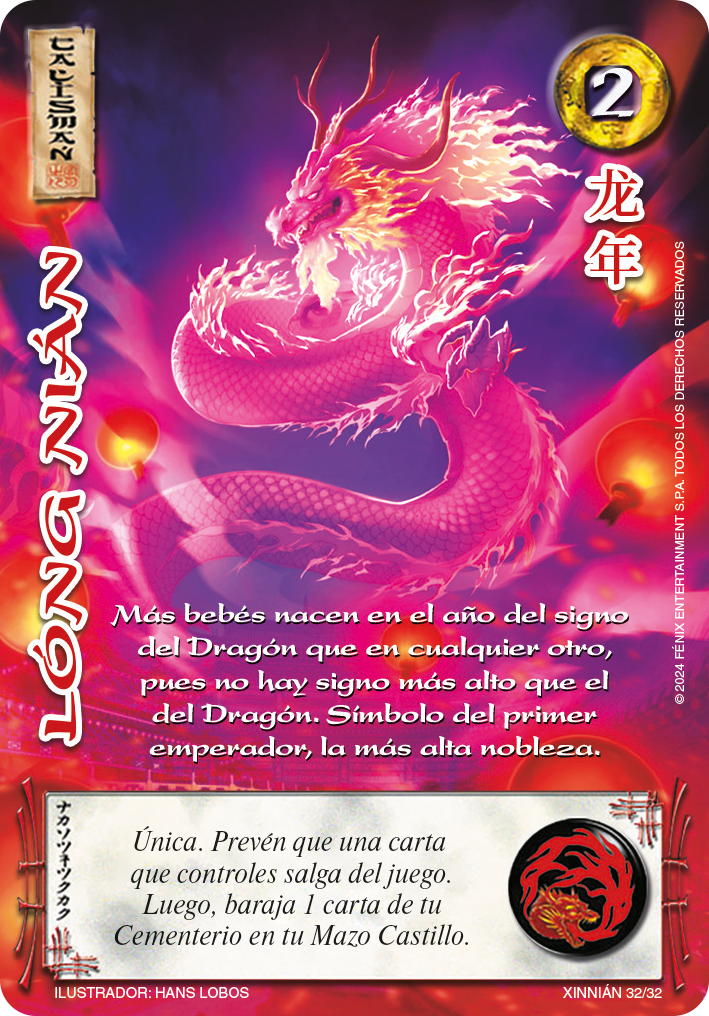 TALISMAN
2
龙年
LÓNG NIÁN
Más bebés nacen en el año del signo
del Dragón que en cualquier otro,
pues no hay signo más alto que el
del Dragón. Símbolo del primer
emperador, la más alta nobleza.
© 2024 FÉNIX ENTERTAINMENT S.P.A. TODOS LOS DERECHOS RESERVADOS
ナカソツネツクカク
Única. Prevén que una carta
que controles salga del juego.
Luego, baraja 1 carta de tu
Cementerio en tu Mazo Castillo.
ILUSTRADOR: HANS LOBOS
XINNIÁN 32/32